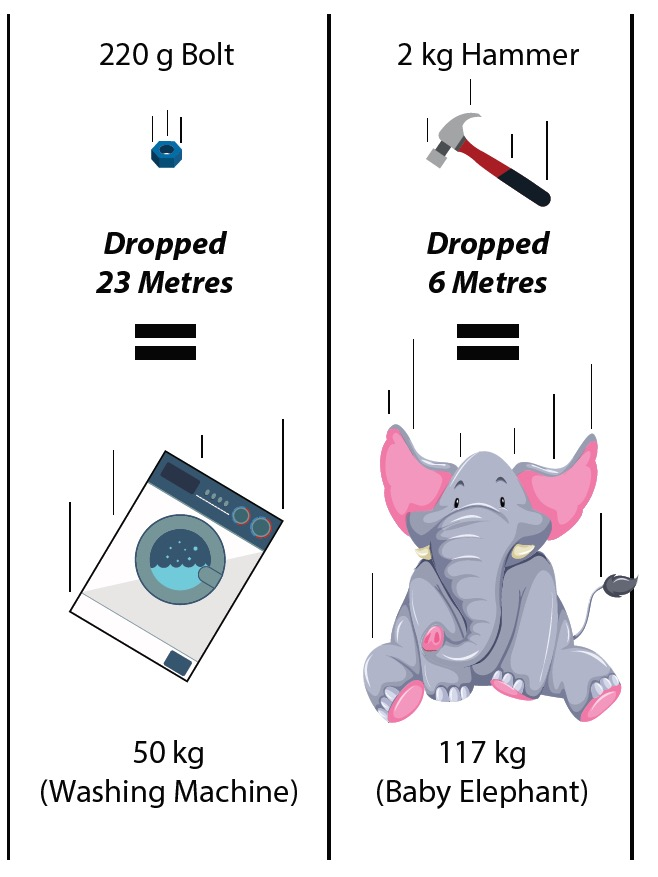 220 g Bolt
Dropped
23 Metres
=
50 kg
(Washing Machine)
2 kg Hammer
Dropped
6 Metres
=
117 kg
(Baby Elephant)